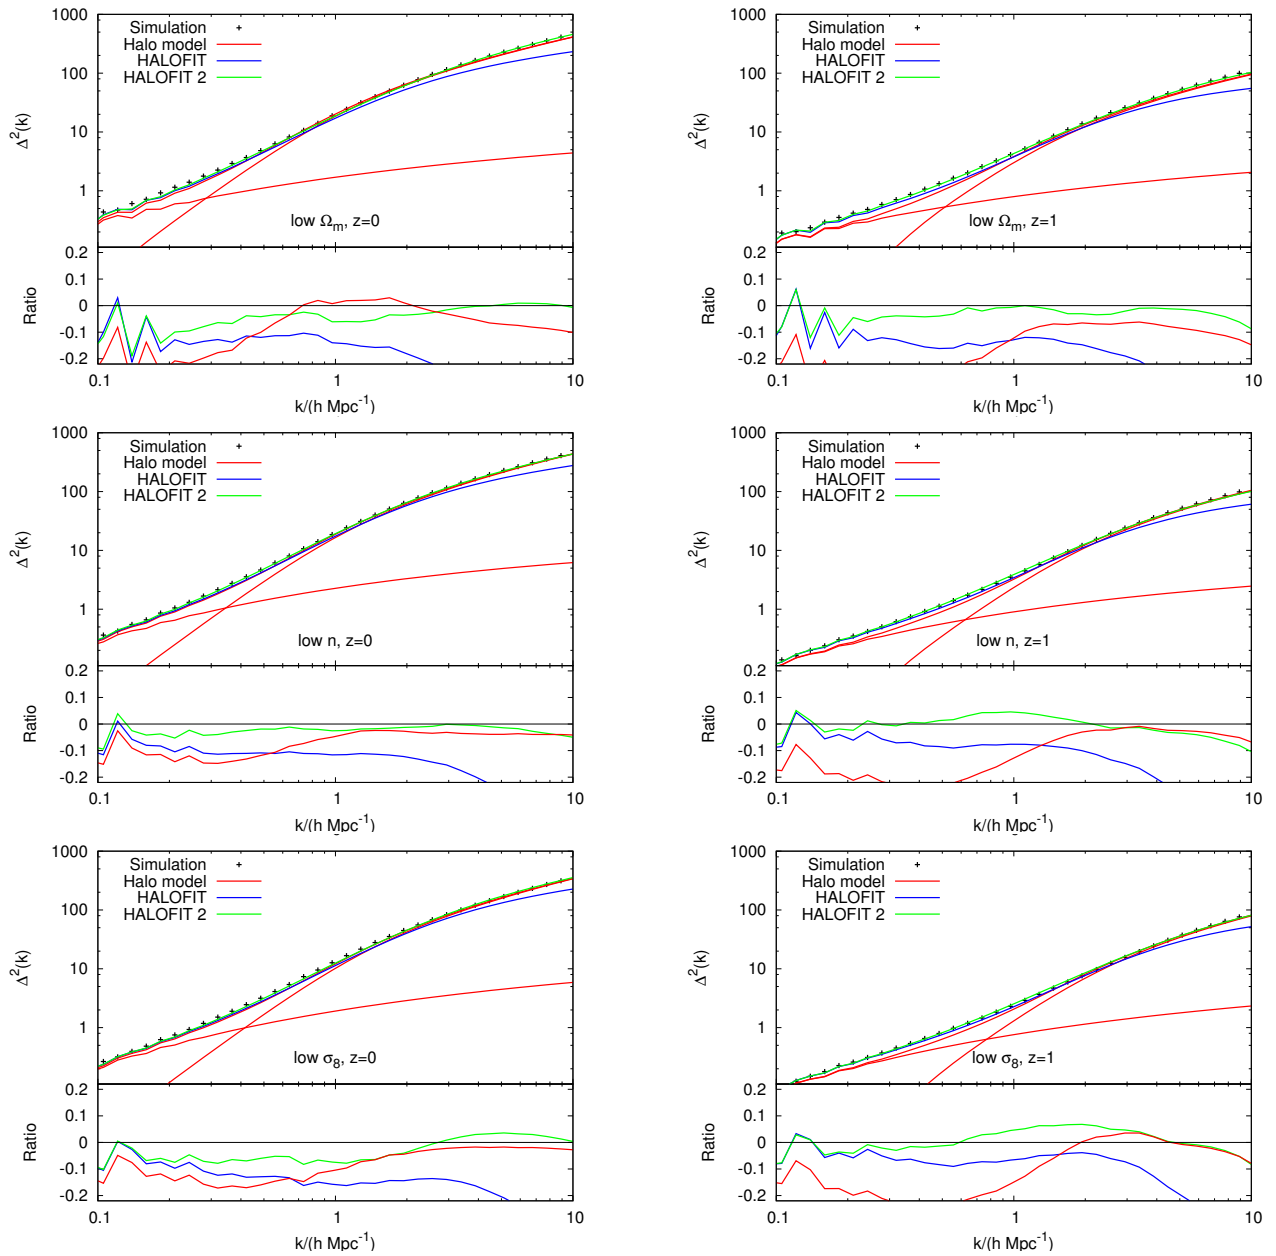 1000
100
10
1
Δ²(k)
Simulation
Halo model
HALOFIT
HALOFIT 2
low Ωₘ, z=0
0.2
0.1
0
-0.1
-0.2
Ratio
0.1 1 10
k/(h Mpc⁻¹)
1000
100
10
1
Δ²(k)
Simulation
Halo model
HALOFIT
HALOFIT 2
low Ωₘ, z=1
0.2
0.1
0
-0.1
-0.2
Ratio
0.1 1 10
k/(h Mpc⁻¹)
1000
100
10
1
Δ²(k)
Simulation
Halo model
HALOFIT
HALOFIT 2
low n, z=0
0.2
0.1
0
-0.1
-0.2
Ratio
0.1 1 10
k/(h Mpc⁻¹)
1000
100
10
1
Δ²(k)
Simulation
Halo model
HALOFIT
HALOFIT 2
low n, z=1
0.2
0.1
0
-0.1
-0.2
Ratio
0.1 1 10
k/(h Mpc⁻¹)
1000
100
10
1
Δ²(k)
Simulation
Halo model
HALOFIT
HALOFIT 2
low σ₈, z=0
0.2
0.1
0
-0.1
-0.2
Ratio
0.1 1 10
k/(h Mpc⁻¹)
1000
100
10
1
Δ²(k)
Simulation
Halo model
HALOFIT
HALOFIT 2
low σ₈, z=1
0.2
0.1
0
-0.1
-0.2
Ratio
0.1 1 10
k/(h Mpc⁻¹)